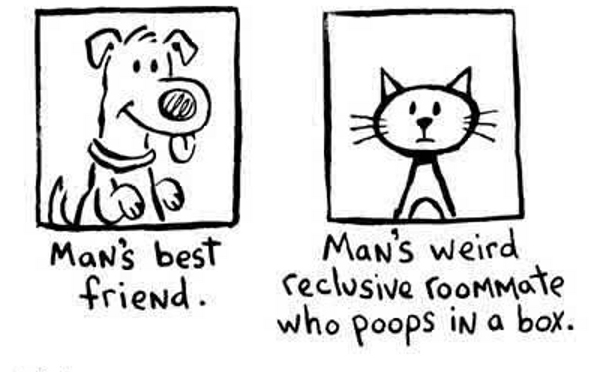 Man's best
friend.
Man's weird
reclusive roommate
who poops in a box.